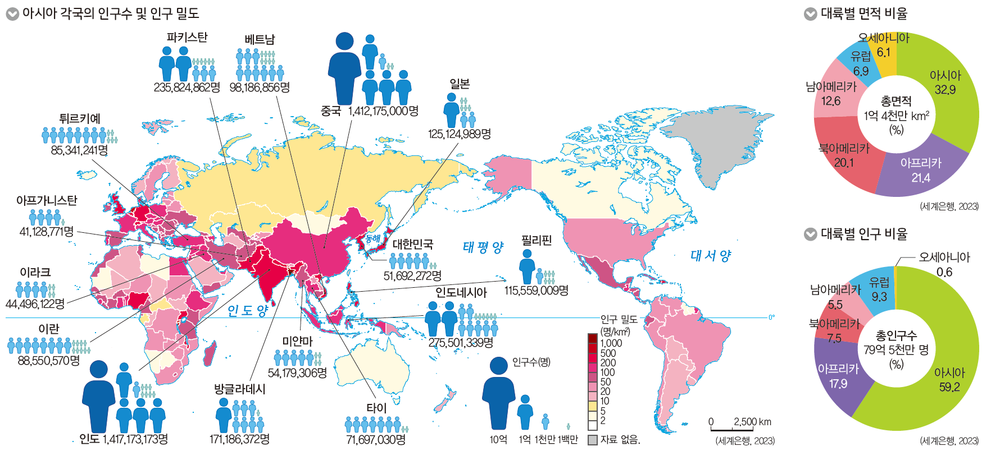 아시아 각국의 인구수 및 인구 밀도
파키스탄
235,824,862명
베트남
98,186,856명
중국 1,412,175,000명
일본
125,124,989명
튀르키예
85,341,241명
아프가니스탄
41,128,771명
이라크
44,496,122명
이란
88,550,570명
인도 1,417,173,173명
방글라데시
171,186,372명
미얀마
54,179,306명
타이
71,697,030명
인도네시아
275,501,339명
필리핀
115,559,009명
대한민국
51,692,272명
동해
태평양
대서양
인도양
0°
인구수(명)
10억
1억
1천만
1백만
인구 밀도
(명/km²)
1,000
500
200
100
50
20
10
5
2
자료 없음.
0 2,500 km
(세계은행, 2023)
대륙별 면적 비율
오세아니아
6.1
유럽
6.9
남아메리카
12.6
북아메리카
20.1
아프리카
21.4
아시아
32.9
총면적
1억 4천만 km²
(%)
(세계은행, 2023)
대륙별 인구 비율
오세아니아
0.6
유럽
9.3
남아메리카
5.5
북아메리카
7.5
아프리카
17.9
아시아
59.2
총인구수
79억 5천만 명
(%)
(세계은행, 2023)